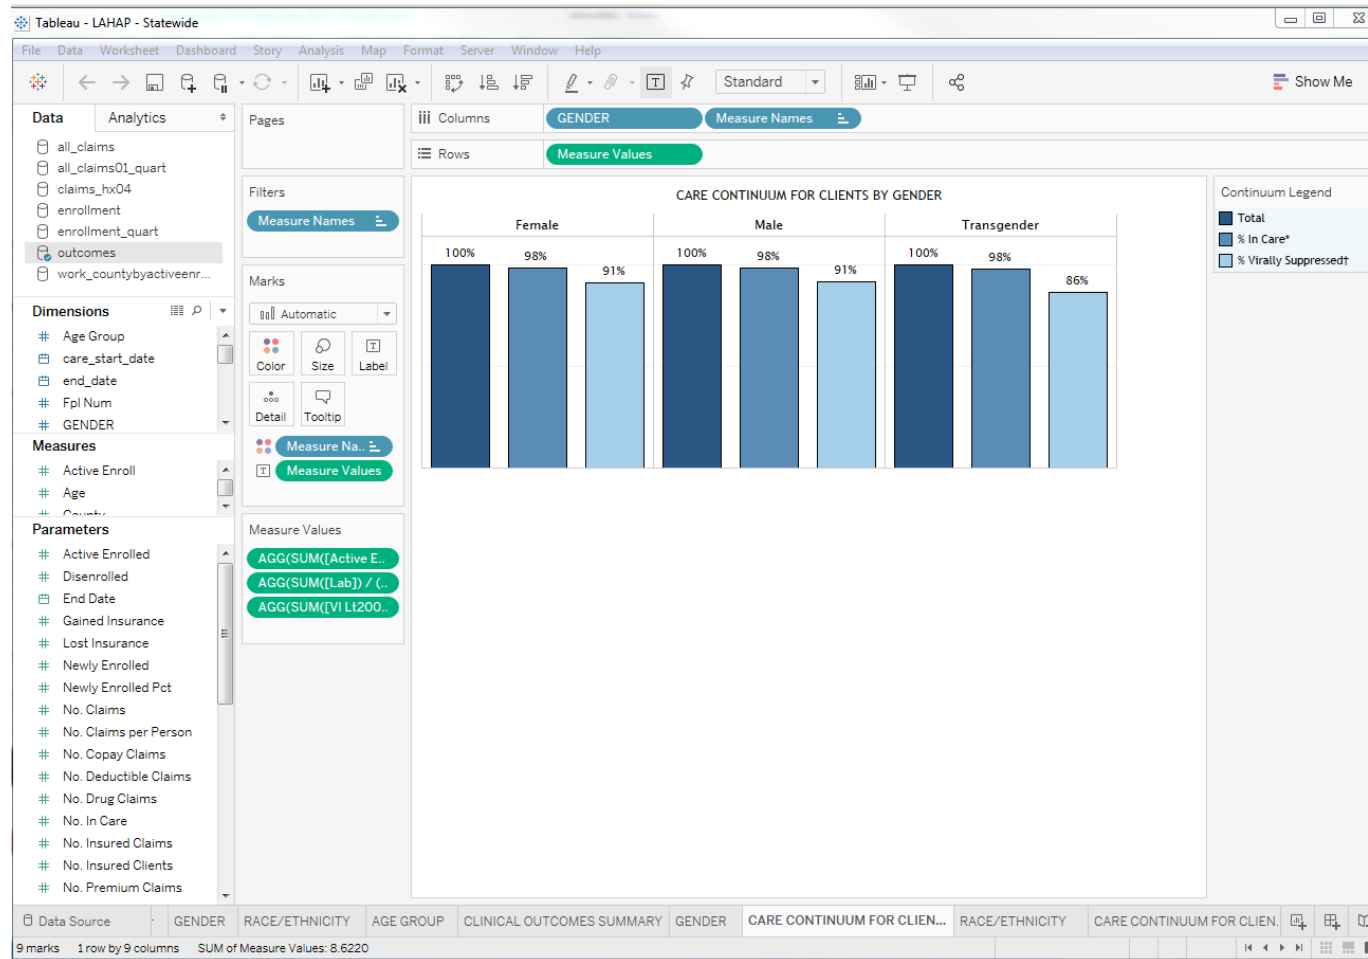 Tableau - LAHAP - Statewide
File Data Worksheet Dashboard Story Analysis Map Format Server Window Help
Standard
Show Me
Data Analytics
all_claims
all_claims01_quart
claims_hx04
enrollment
enrollment_quart
outcomes
work_countybyactiveenr...
Dimensions
Age Group
care_start_date
end_date
Fpl Num
GENDER
Measures
Active Enroll
Age
County
Parameters
Active Enrolled
Disenrolled
End Date
Gained Insurance
Lost Insurance
Newly Enrolled
Newly Enrolled Pct
No. Claims
No. Claims per Person
No. Copay Claims
No. Deductible Claims
No. Drug Claims
No. In Care
No. Insured Claims
No. Insured Clients
No. Premium Claims
Pages
Filters
Measure Names
Marks
Automatic
Color Size Label
Detail Tooltip
Measure Na..
Measure Values
Measure Values
AGG(SUM([Active E..
AGG(SUM([Lab]) / (..
AGG(SUM([Vl Lt200..
Columns GENDER Measure Names
Rows Measure Values
CARE CONTINUUM FOR CLIENTS BY GENDER
Female Male Transgender
100% 98% 91% 100% 98% 91% 100% 98% 86%
Continuum Legend
Total
% In Care*
% Virally Suppressed†
Data Source GENDER RACE/ETHNICITY AGE GROUP CLINICAL OUTCOMES SUMMARY GENDER CARE CONTINUUM FOR CLIEN... RACE/ETHNICITY CARE CONTINUUM FOR CLIEN.
9 marks 1 row by 9 columns SUM of Measure Values: 8.6220